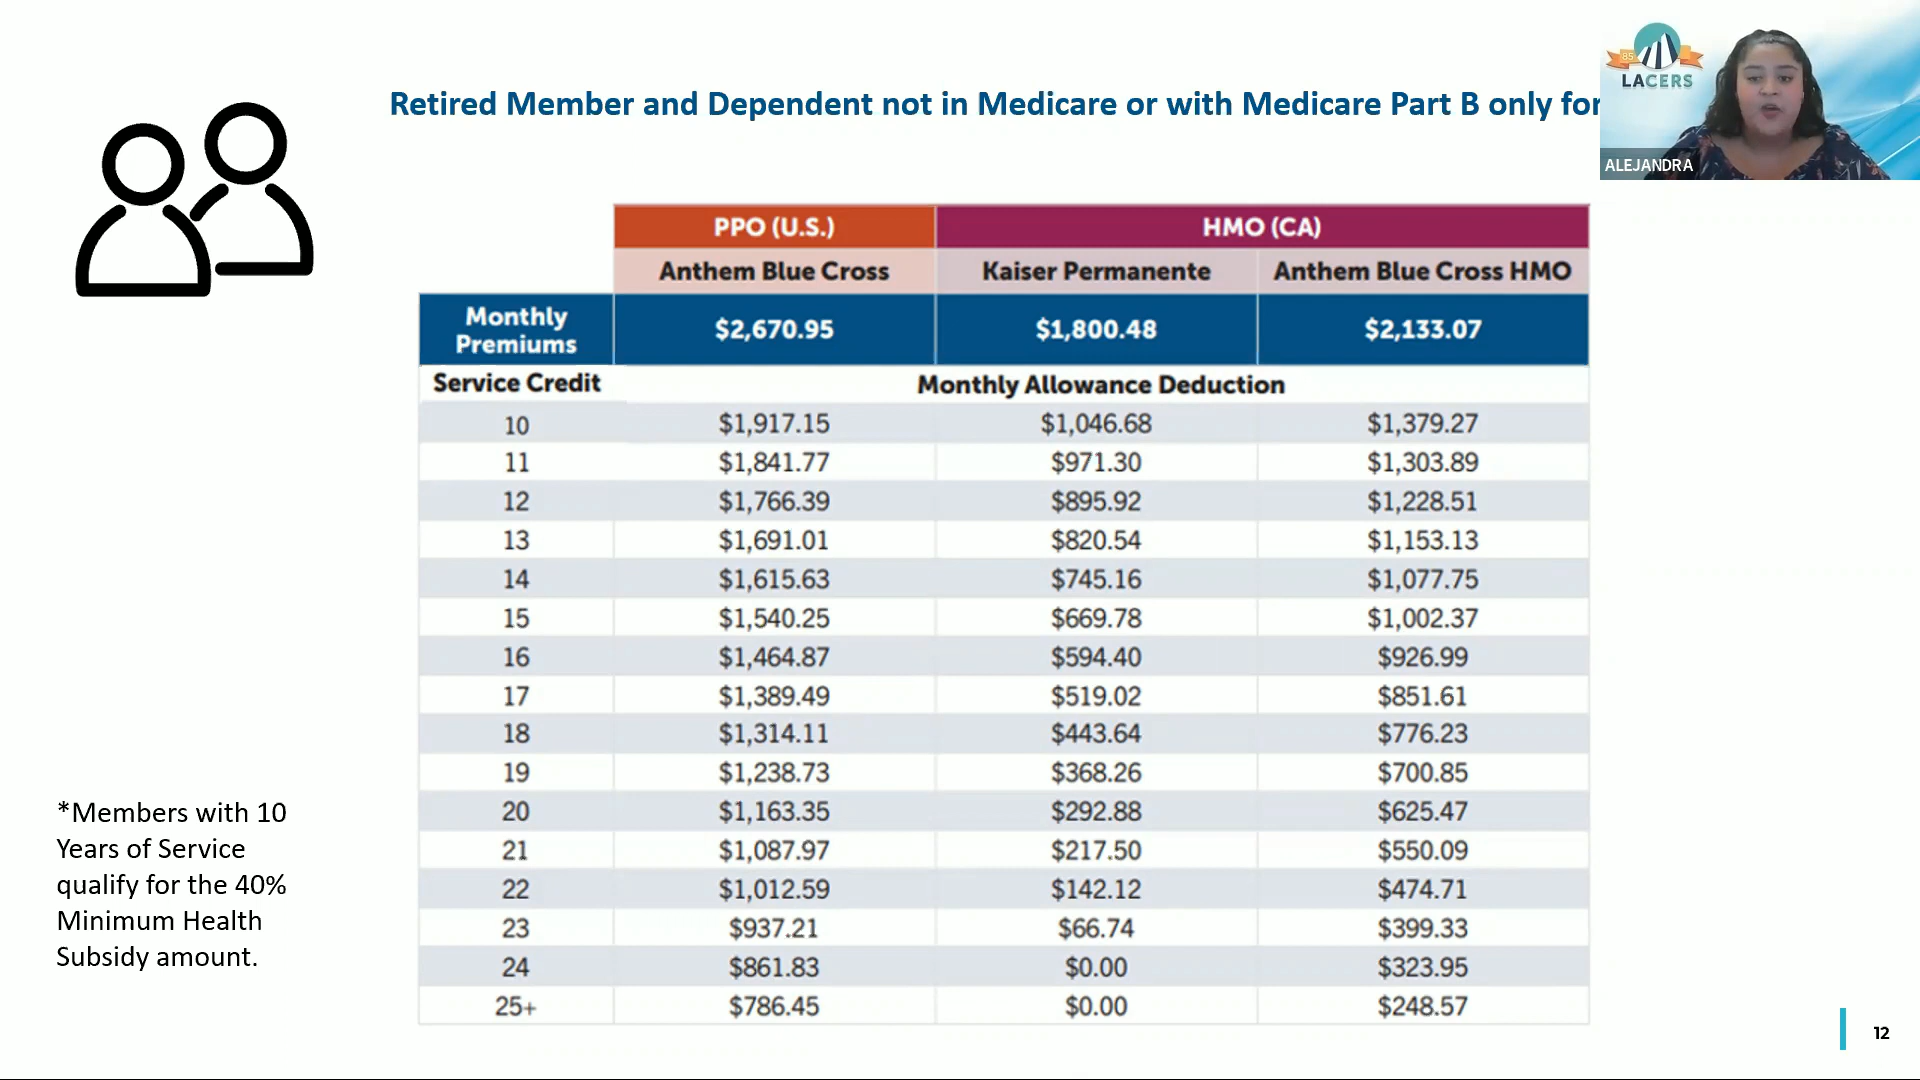 Retired Member and Dependent not in Medicare or with Medicare Part B only for
85
LACERS
ALEJANDRA
PPO (U.S.) HMO (CA)
Anthem Blue Cross Kaiser Permanente Anthem Blue Cross HMO
Monthly
Premiums $2,670.95 $1,800.48 $2,133.07
Service Credit Monthly Allowance Deduction
10 $1,917.15 $1,046.68 $1,379.27
11 $1,841.77 $971.30 $1,303.89
12 $1,766.39 $895.92 $1,228.51
13 $1,691.01 $820.54 $1,153.13
14 $1,615.63 $745.16 $1,077.75
15 $1,540.25 $669.78 $1,002.37
16 $1,464.87 $594.40 $926.99
17 $1,389.49 $519.02 $851.61
18 $1,314.11 $443.64 $776.23
19 $1,238.73 $368.26 $700.85
20 $1,163.35 $292.88 $625.47
21 $1,087.97 $217.50 $550.09
22 $1,012.59 $142.12 $474.71
23 $937.21 $66.74 $399.33
24 $861.83 $0.00 $323.95
25+ $786.45 $0.00 $248.57
*Members with 10
Years of Service
qualify for the 40%
Minimum Health
Subsidy amount.
12